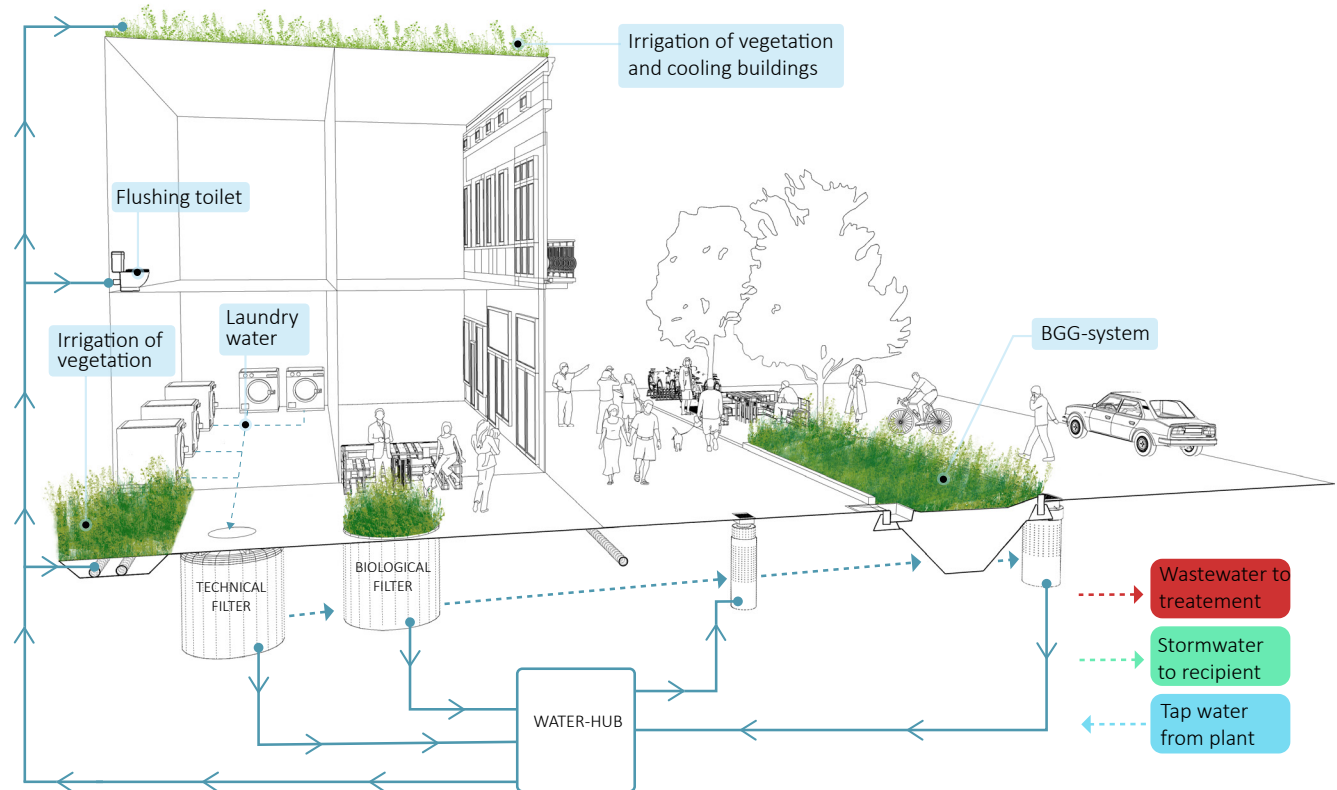 Irrigation of vegetation
and cooling buildings
Flushing toilet
Laundry
water
Irrigation of
vegetation
BGG-system
TECHNICAL
FILTER
BIOLOGICAL
FILTER
WATER-HUB
Wastewater to
treatement
Stormwater
to recipient
Tap water
from plant